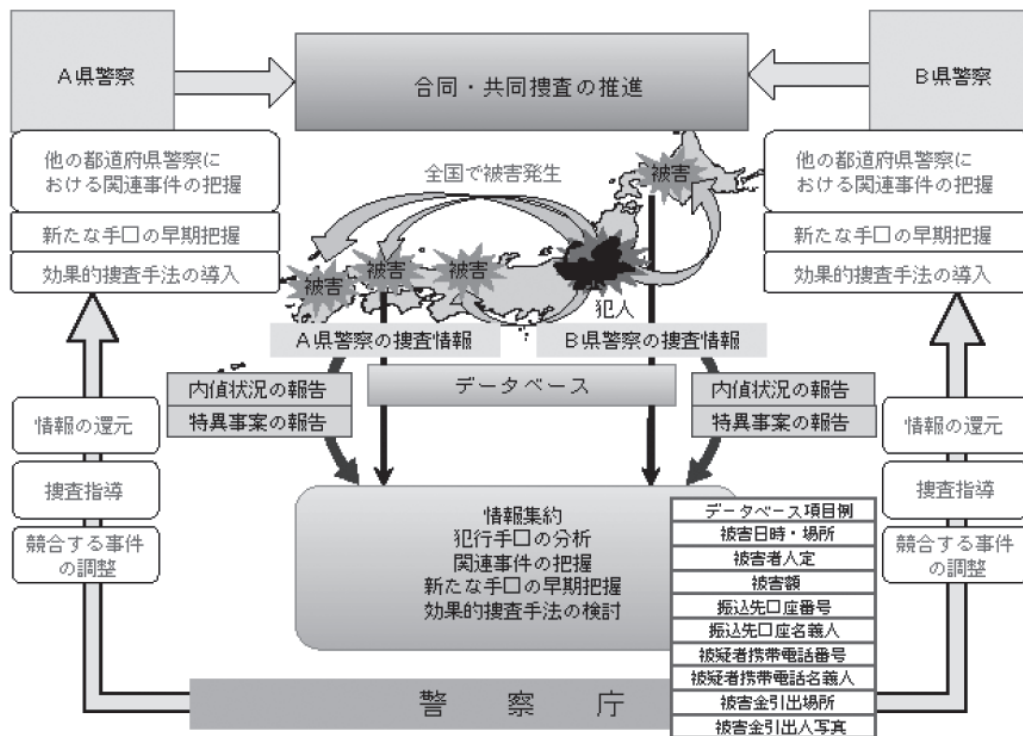 A県警察
合同・共同捜査の推進
B県警察
他の都道府県警察に
おける関連事件の把握
新たな手口の早期把握
効果的捜査手法の導入
全国で被害発生
被害
被害
被害
被害
犯人
他の都道府県警察に
おける関連事件の把握
新たな手口の早期把握
効果的捜査手法の導入
A県警察の捜査情報
B県警察の捜査情報
内偵状況の報告
特異事案の報告
データベース
内偵状況の報告
特異事案の報告
情報の還元
捜査指導
競合する事件
の調整
情報集約
犯行手口の分析
関連事件の把握
新たな手口の早期把握
効果的捜査手法の検討
データベース項目例
被害日時・場所
被害者人定
被害額
振込先口座番号
振込先口座名義人
被疑者携帯電話番号
被疑者携帯電話名義人
被害金引出場所
被害金引出人写真
情報の還元
捜査指導
競合する事件
の調整
警察庁